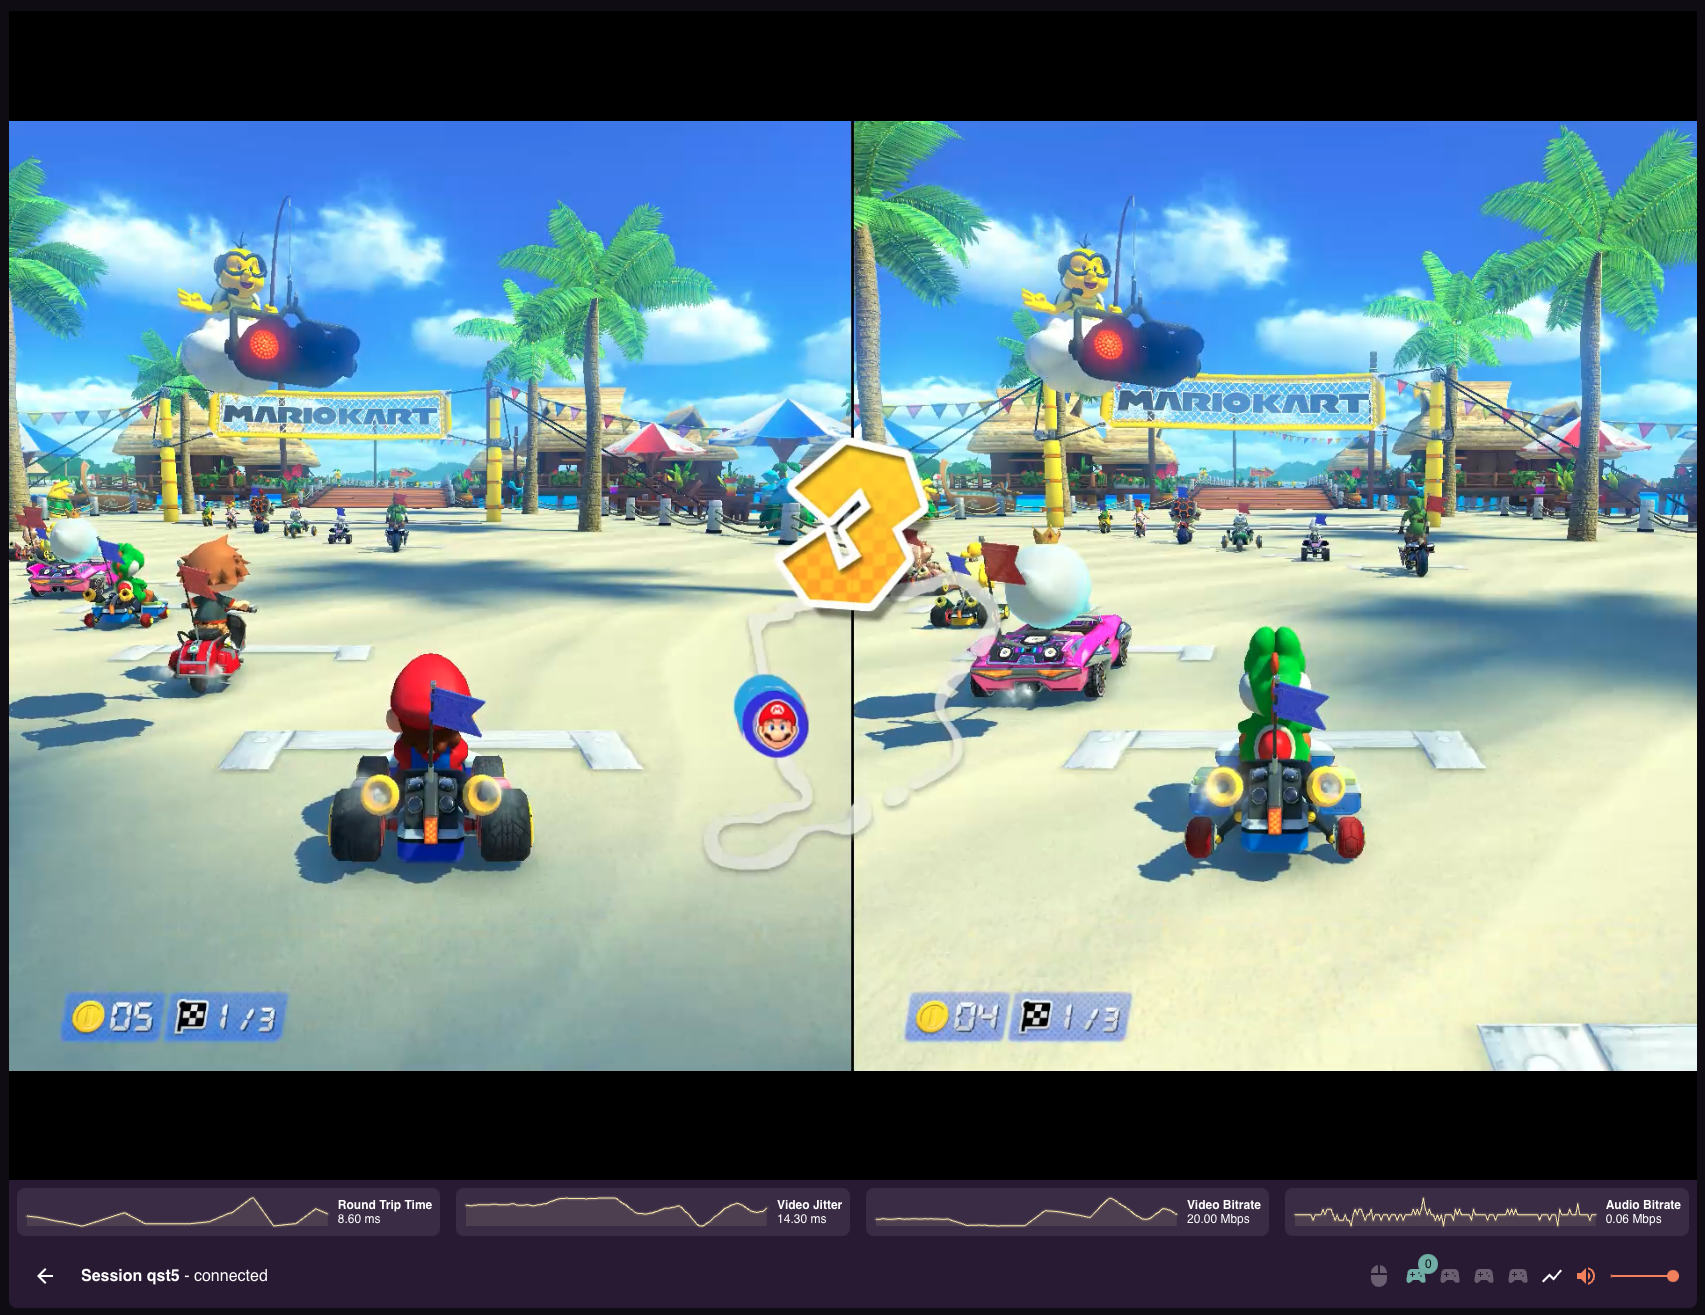 MARIOKART
MARIOKART
3
M
05
1/3
04
1/3
Round Trip Time
8.60 ms
Video Jitter
14.30 ms
Video Bitrate
20.00 Mbps
Audio Bitrate
0.06 Mbps
Session qst5 - connected
0